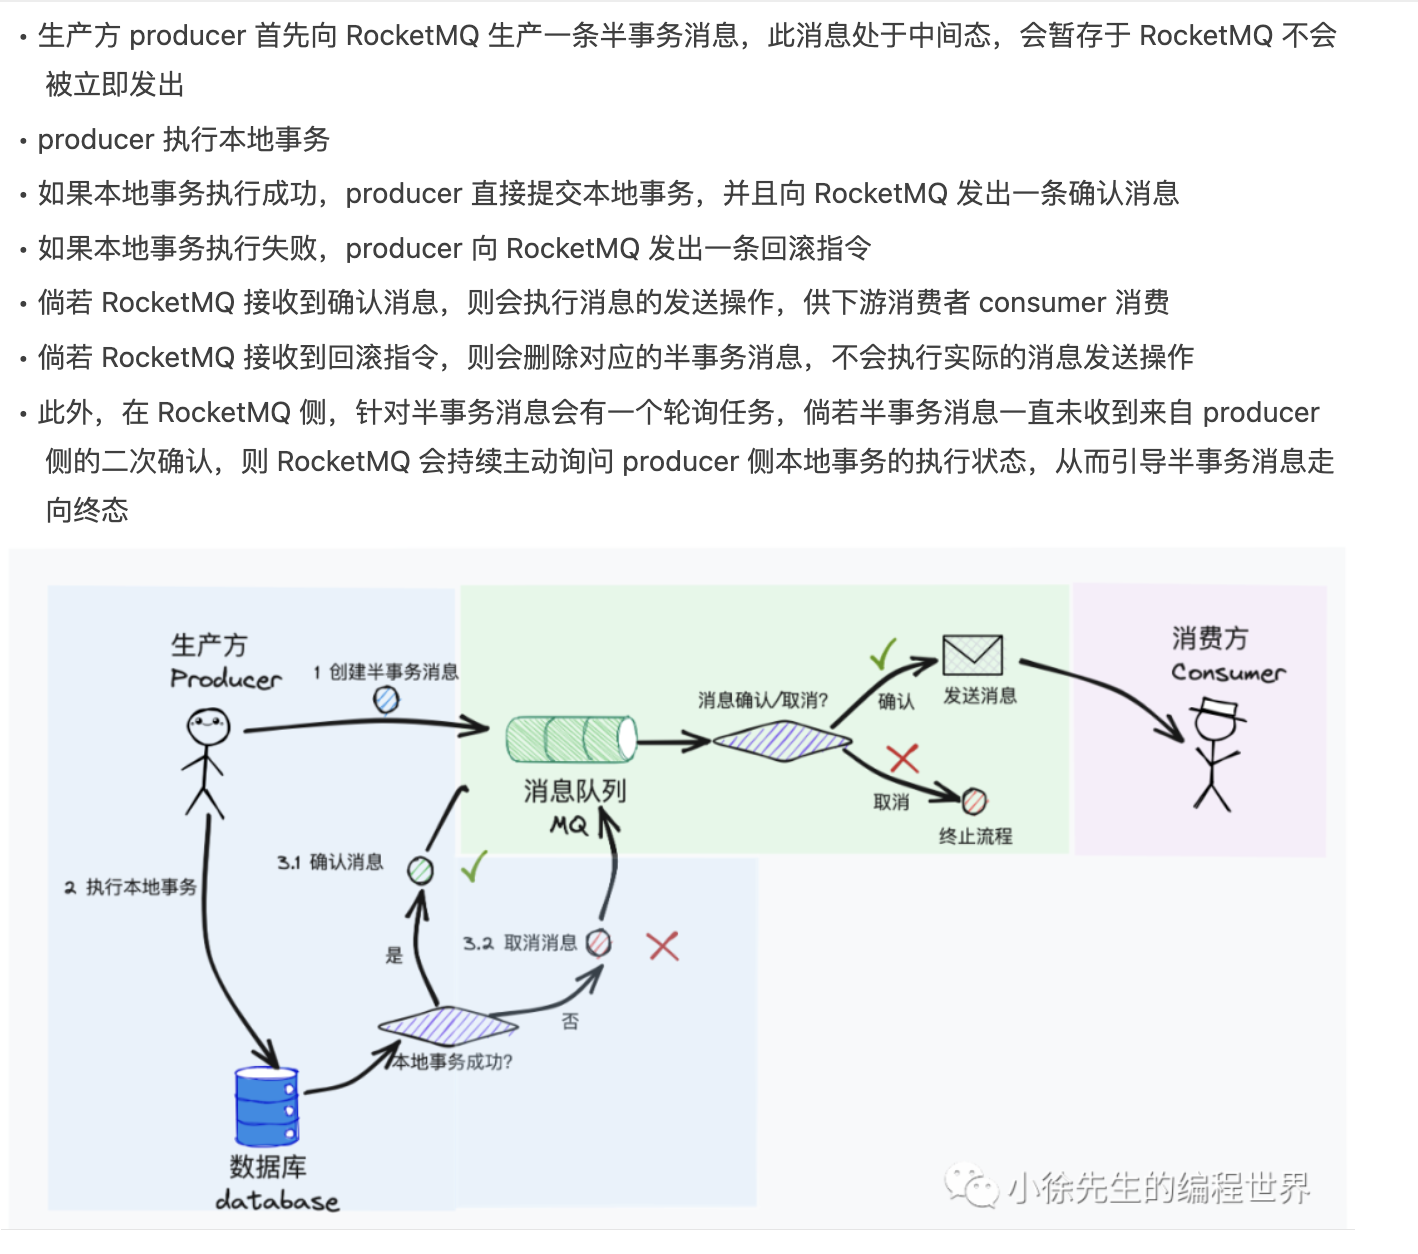 • 生产方 producer 首先向 RocketMQ 生产一条半事务消息，此消息处于中间态，会暂存于 RocketMQ 不会
被立即发出
• producer 执行本地事务
• 如果本地事务执行成功，producer 直接提交本地事务，并且向 RocketMQ 发出一条确认消息
• 如果本地事务执行失败，producer 向 RocketMQ 发出一条回滚指令
• 倘若 RocketMQ 接收到确认消息，则会执行消息的发送操作，供下游消费者 consumer 消费
• 倘若 RocketMQ 接收到回滚指令，则会删除对应的半事务消息，不会执行实际的消息发送操作
• 此外，在 RocketMQ 侧，针对半事务消息会有一个轮询任务，倘若半事务消息一直未收到来自 producer
侧的二次确认，则 RocketMQ 会持续主动询问 producer 侧本地事务的执行状态，从而引导半事务消息走
向终态
生产方
Producer
1 创建半事务消息
消息队列
MQ
消息确认/取消?
确认
发送消息
取消
终止流程
消费方
Consumer
3.1 确认消息
2 执行本地事务
是
3.2 取消消息
否
本地事务成功?
数据库
database
小徐先生的编程世界